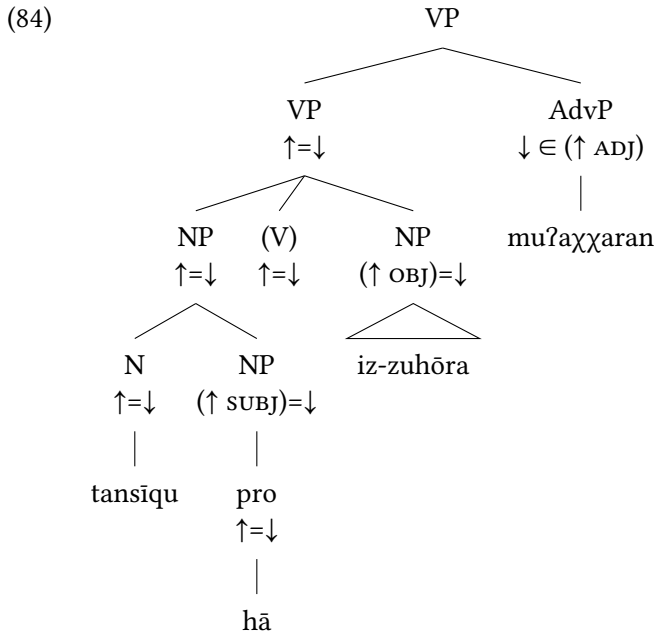 (84) VP
VP AdvP
↑=↓ ↓ ∈ (↑ ADJ)
NP (V) NP muʔaχχaran
↑=↓ ↑=↓ (↑ OBJ)=↓
N NP iz-zuhōra
↑=↓ (↑ SUBJ)=↓
tansīqu pro
↑=↓
hā